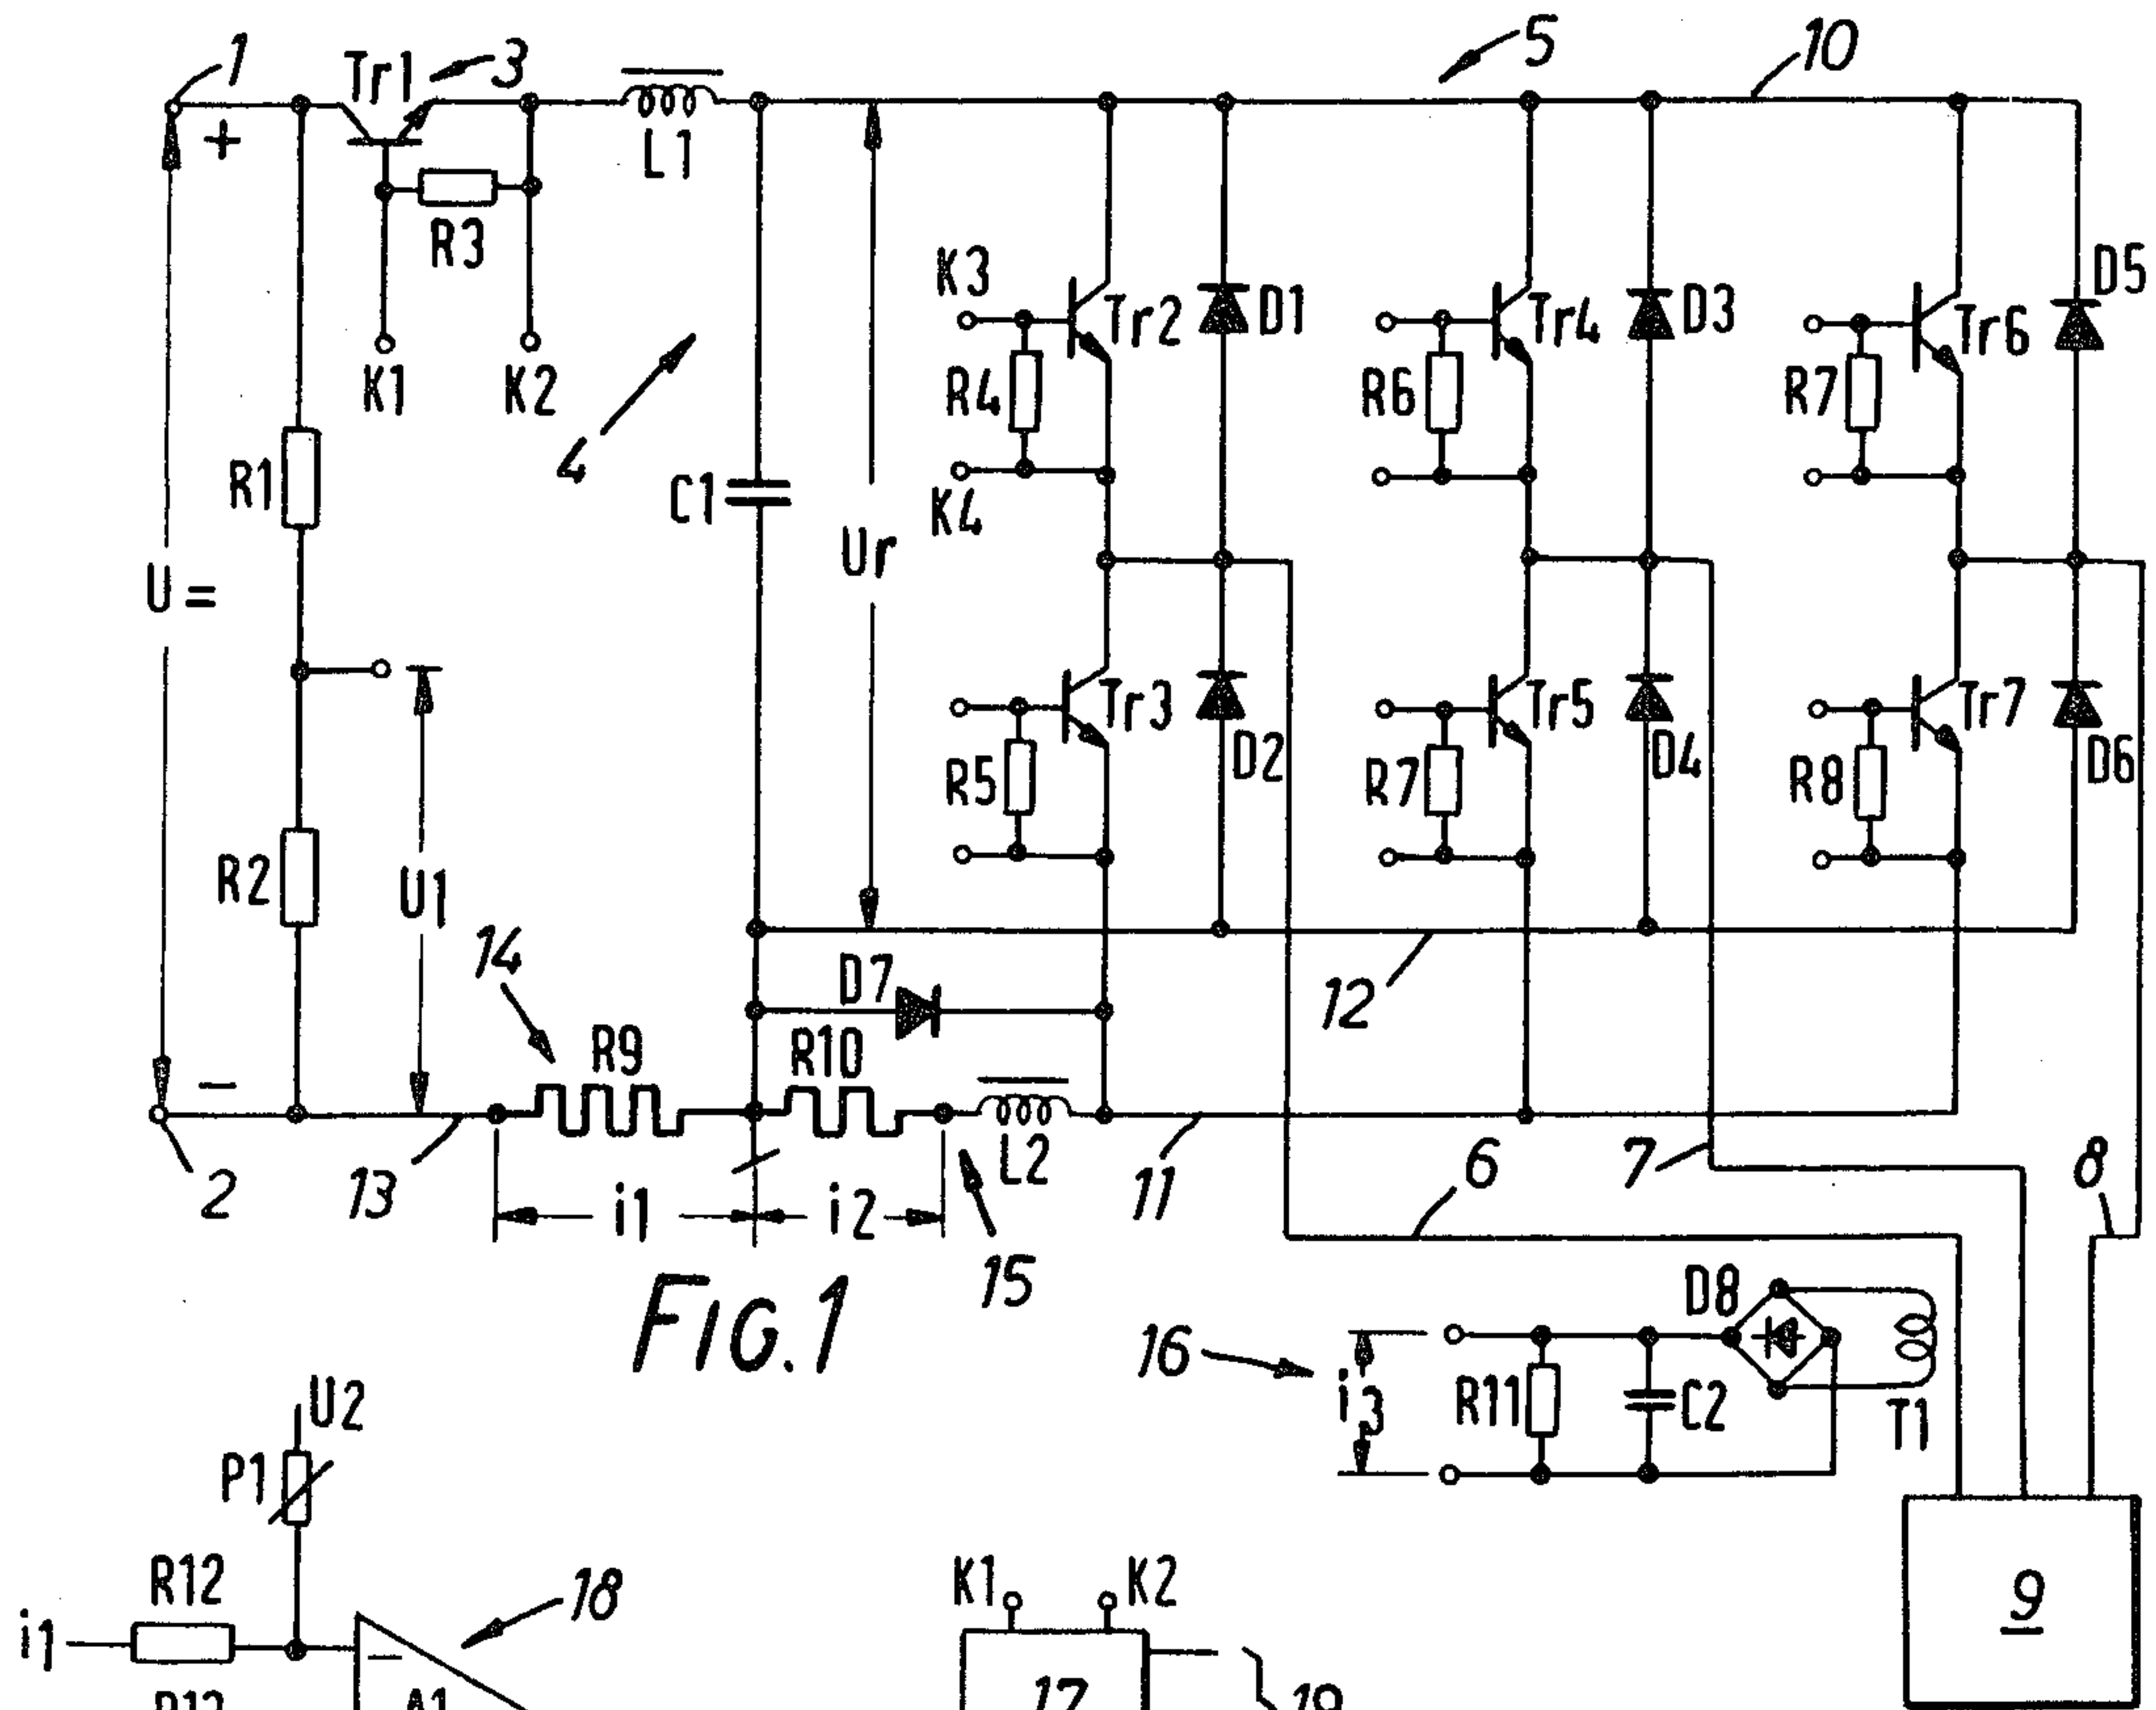 1
Tr1
3
5
10
+
L1
R3
K3
D5
Tr2
D1
Tr4
D3
Tr6
K1
K2
R4
R6
R7
4
R1
C1
K4
Ur
U=
Tr3
Tr5
Tr7
D2
D4
D6
R5
R7
R8
R2
U1
14
D7
12
R9
R10
−
L2
2
13
i1
i2
11
6
7
8
15
FIG. 1
D8
16
i3
R11
C2
T1
U2
P1
R12
18
K1
K2
9
i1
−
17
19